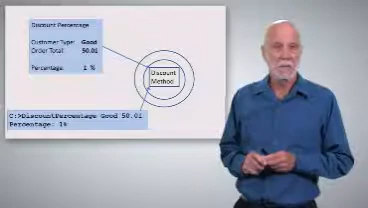 Discount Percentage
Customer Type: Good
Order Total: 50.01
Percentage: 1 %
Discount
Method
C:>DiscountPercentage Good 50.01
Percentage: 1%